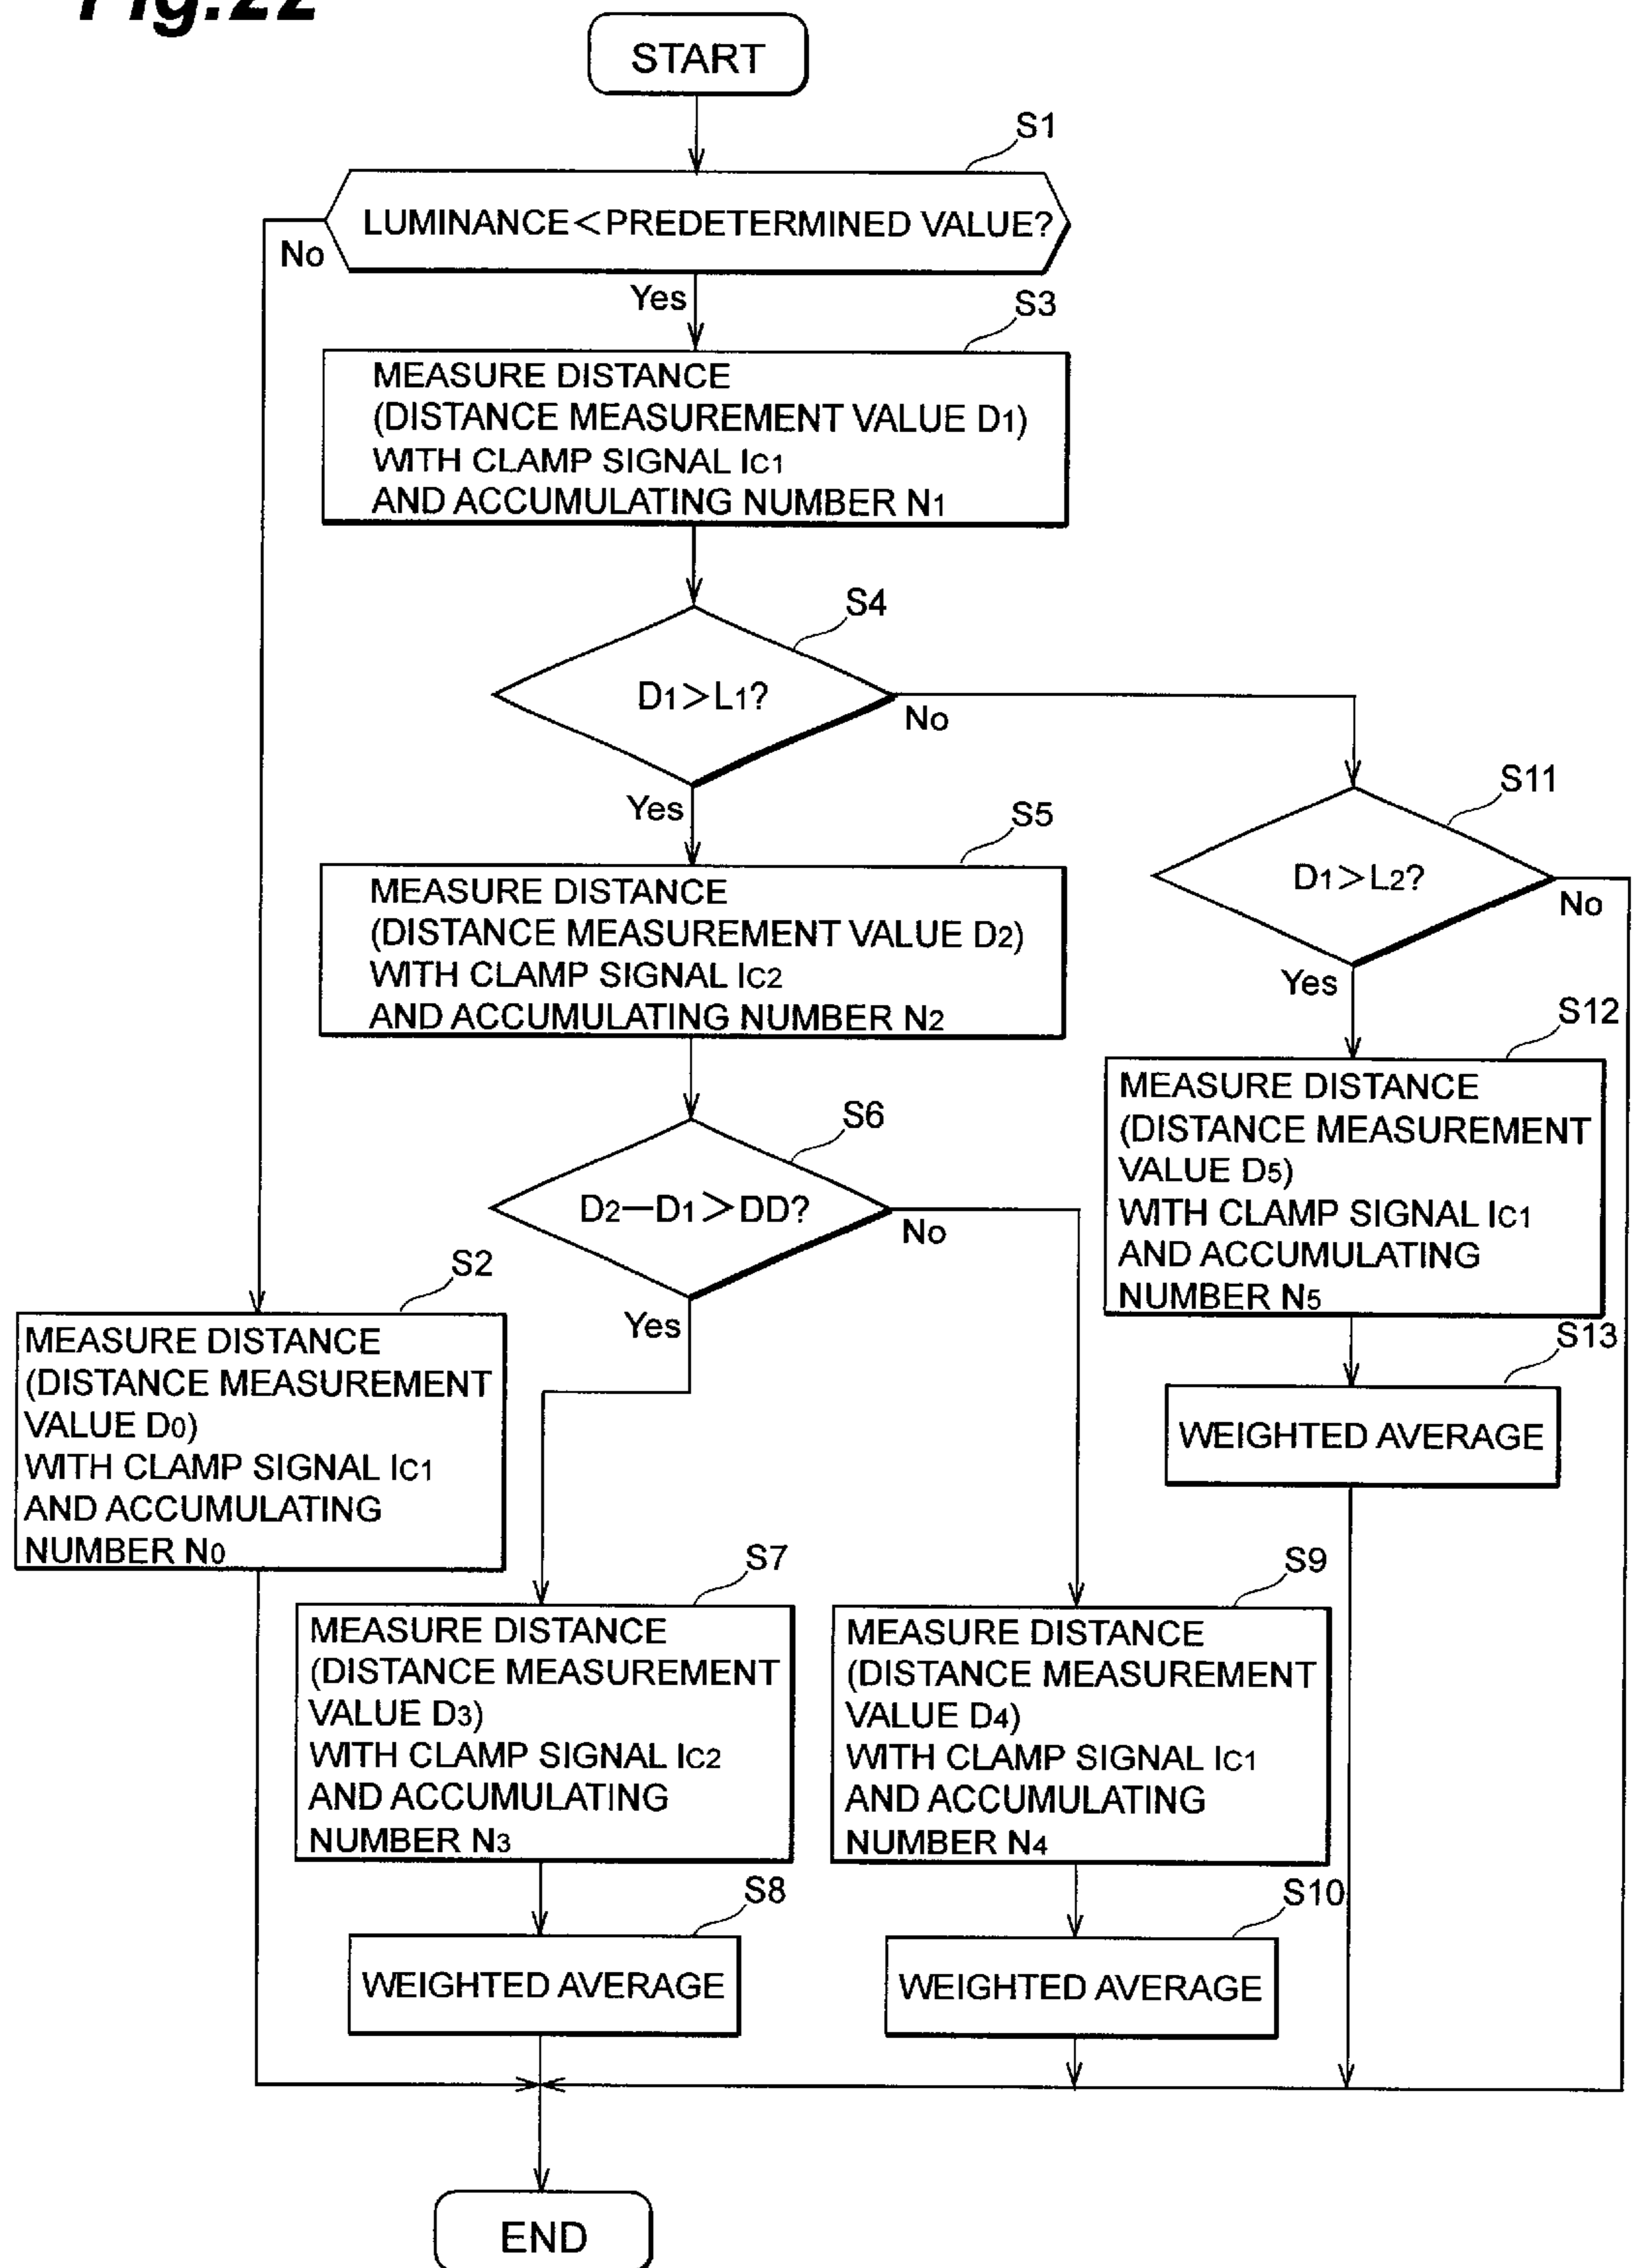 Fig.22
START
S1
LUMINANCE<PREDETERMINED VALUE?
No
Yes
S3
MEASURE DISTANCE
(DISTANCE MEASUREMENT VALUE D1)
WITH CLAMP SIGNAL IC1
AND ACCUMULATING NUMBER N1
S4
D1>L1?
No
Yes
S11
D1>L2?
No
Yes
S5
MEASURE DISTANCE
(DISTANCE MEASUREMENT VALUE D2)
WITH CLAMP SIGNAL IC2
AND ACCUMULATING NUMBER N2
S12
MEASURE DISTANCE
(DISTANCE MEASUREMENT
VALUE D5)
WITH CLAMP SIGNAL IC1
AND ACCUMULATING
NUMBER N5
S6
D2—D1>DD?
No
Yes
S2
MEASURE DISTANCE
(DISTANCE MEASUREMENT
VALUE D0)
WITH CLAMP SIGNAL IC1
AND ACCUMULATING
NUMBER N0
S13
WEIGHTED AVERAGE
S7
MEASURE DISTANCE
(DISTANCE MEASUREMENT
VALUE D3)
WITH CLAMP SIGNAL IC2
AND ACCUMULATING
NUMBER N3
S9
MEASURE DISTANCE
(DISTANCE MEASUREMENT
VALUE D4)
WITH CLAMP SIGNAL IC1
AND ACCUMULATING
NUMBER N4
S8
WEIGHTED AVERAGE
S10
WEIGHTED AVERAGE
END